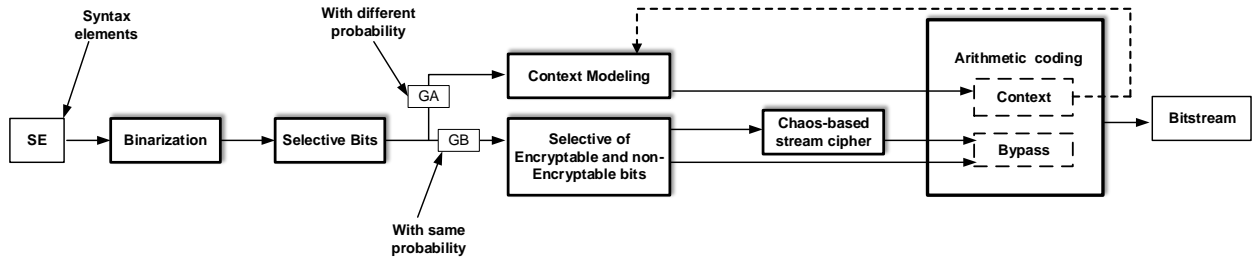 Syntax
elements
With different
probability
SE
Binarization
Selective Bits
GA
GB
With same
probability
Context Modeling
Selective of
Encryptable and non-
Encryptable bits
Chaos-based
stream cipher
Arithmetic coding
Context
Bypass
Bitstream